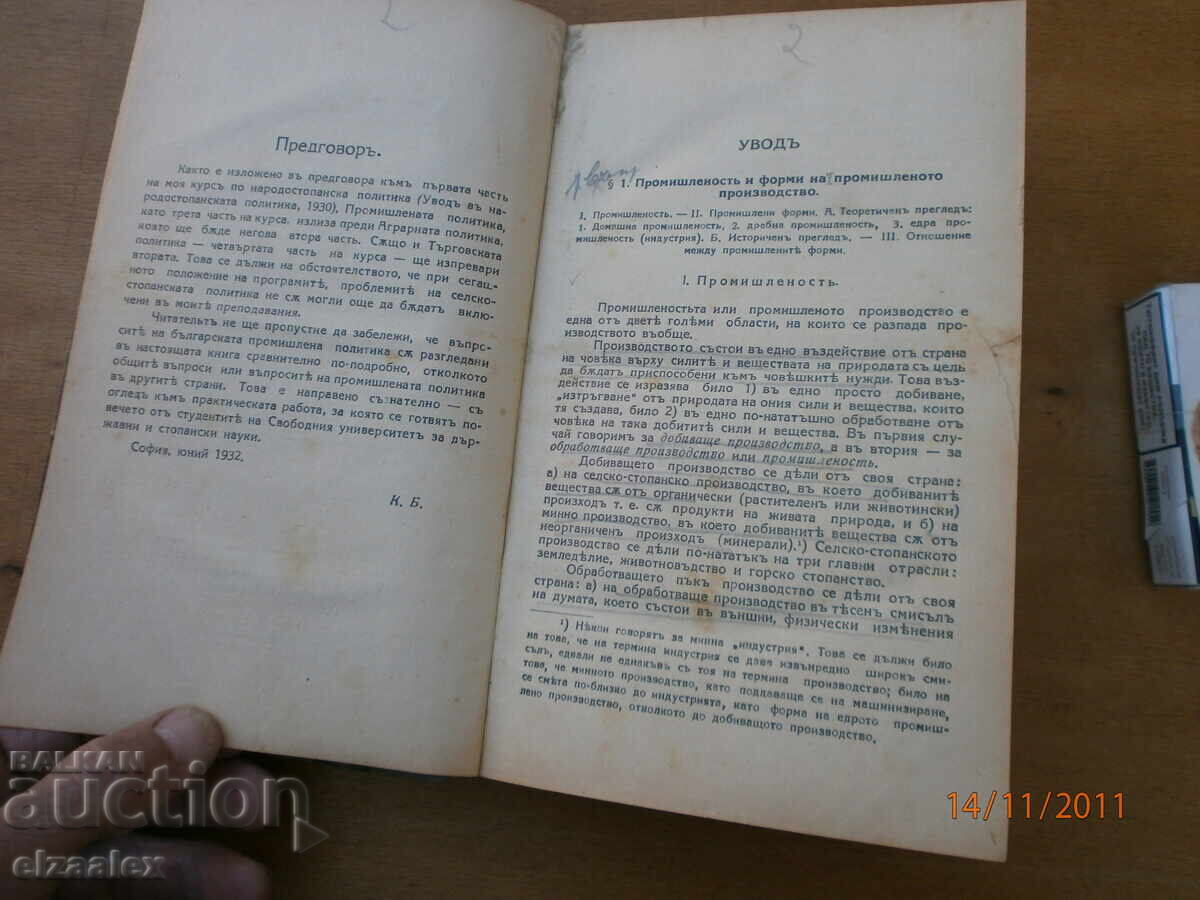 2
Предговоръ.
Както е изложено въ предговора къмъ първата часть
на моя курсъ по народостопанска политика (Уводъ въ на-
родостопанската политика, 1930), Промишлената политика,
като трета часть на курса, излиза преди Аграрната политика,
която ще бѫде негова втора часть. Сѫщо и Търговската
политика — четвъртата часть на курса — ще изпревари
втората. Това се дължи на обстоятелството, че при сегаш-
ното положение на програмитѣ, проблемитѣ на селско-
стопанската политика не сѫ могли още да бѫдатъ вклю-
чени въ моитѣ преподавания.
Читательтъ не ще пропустне да забележи, че въпро-
ситѣ на българската промишлена политика сѫ разгледани
въ настоящата книга сравнително по-подробно, отколкото
общитѣ въпроси или въпроситѣ на промишлената политика
въ другитѣ страни. Това е направено съзнателно — съ
огледъ къмъ практическата работа, за която се готвятъ по-
вечето отъ студентитѣ на Свободния университетъ за дър-
жавни и стопански науки.
София, юний 1932.
К. Б.
2
УВОДЪ
§ 1. Промишленость и форми на промишленото
производство.
I. Промишленость. — II. Промишлени форми. А. Теоретиченъ прегледъ:
1. Домашна промишленость, 2. дребна промишленость, 3. едра про-
мишленость (индустрия). Б. Историченъ прегледъ. — III. Отношение
между промишленитѣ форми.
I. Промишленость.
Промишленостьта или промишленото производство е
една отъ дветѣ голѣми области, на които се разпада про-
изводството въобще.
Производството състои въ едно въздействие отъ страна
на човѣка върху силитѣ и веществата на природата съ цель
да бѫдатъ приспособени къмъ човѣшкитѣ нужди. Това въз-
действие се изразява било 1) въ едно просто добиване,
„изтръгване“ отъ природата на ония сили и вещества, които
тя създава, било 2) въ едно по-нататъшно обработване отъ
човѣка на така добититѣ сили и вещества. Въ първия слу-
чай говоримъ за добиваще производство, а въ втория — за
обработваще производство или промишленость.
Добиващето производство се дѣли отъ своя страна:
а) на селско-стопанско производство, въ което добиванитѣ
вещества сѫ отъ органически (растителенъ или животински)
произходъ т. е. сѫ продукти на живата природа, и б) на
минно производство, въ което добиванитѣ вещества сѫ отъ
неорганиченъ произходъ (минерали).¹) Селско-стопанското
производство се дѣли по-нататъкъ на три главни отрасли:
земледѣлие, животновъдство и горско стопанство.
Обработващето пъкъ производство се дѣли отъ своя
страна: а) на обработваще производство въ тѣсенъ смисълъ
на думата, което състои въ външни, физически измѣнения
¹) Нѣкои говорятъ за минна „индустрия“. Това се дължи било
на това, че на термина индустрия се дава извънредно широкъ сми-
сълъ, едвали не еднакъвъ съ тоя на термина производство; било на
това, че минното производство, като поддаваще се на машинизиране,
се смѣта по-близко до индустрията, като форма на едрото промиш-
лено производство, отколкото до добиващото производство.
BALKAN
auction
elzaalex
14/11/2011